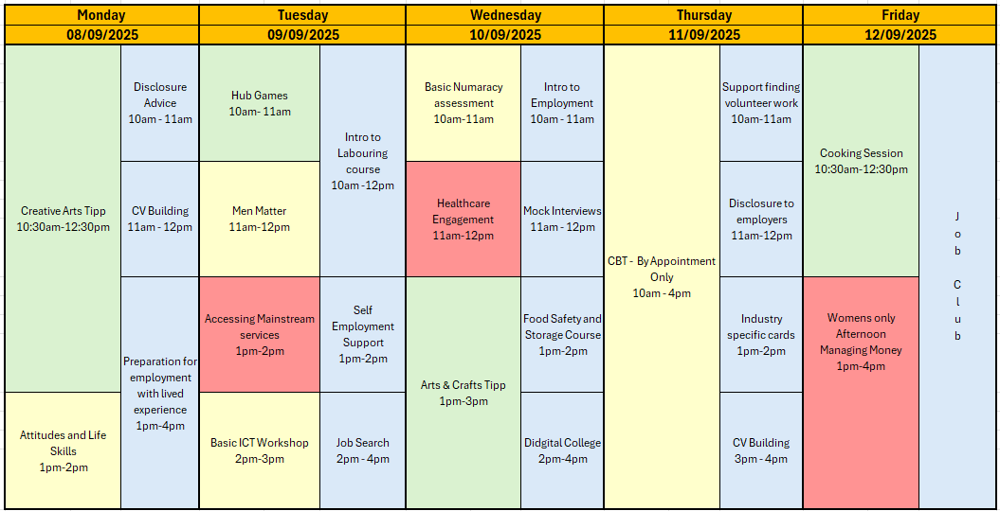 Monday
Tuesday
Wednesday
Thursday
Friday
08/09/2025
09/09/2025
10/09/2025
11/09/2025
12/09/2025
Creative Arts Tipp
10:30am-12:30pm
Attitudes and Life
Skills
1pm-2pm
Disclosure
Advice
10am - 11am
CV Building
11am - 12pm
Preparation for
employment
with lived
experience
1pm-4pm
Hub Games
10am- 11am
Men Matter
11am-12pm
Accessing Mainstream
services
1pm-2pm
Basic ICT Workshop
2pm-3pm
Intro to
Labouring
course
10am -12pm
Self
Employment
Support
1pm-2pm
Job Search
2pm - 4pm
Basic Numaracy
assessment
10am-11am
Healthcare
Engagement
11am-12pm
Arts & Crafts Tipp
1pm-3pm
Intro to
Employment
10am - 11am
Mock Interviews
11am - 12pm
Food Safety and
Storage Course
1pm-2pm
Didgital College
2pm-4pm
CBT - By Appointment
Only
10am - 4pm
Support finding
volunteer work
10am-11am
Disclosure to
employers
11am-12pm
Industry
specific cards
1pm-2pm
CV Building
3pm - 4pm
Cooking Session
10:30am-12:30pm
Womens only
Afternoon
Managing Money
1pm-4pm
J
o
b
C
l
u
b